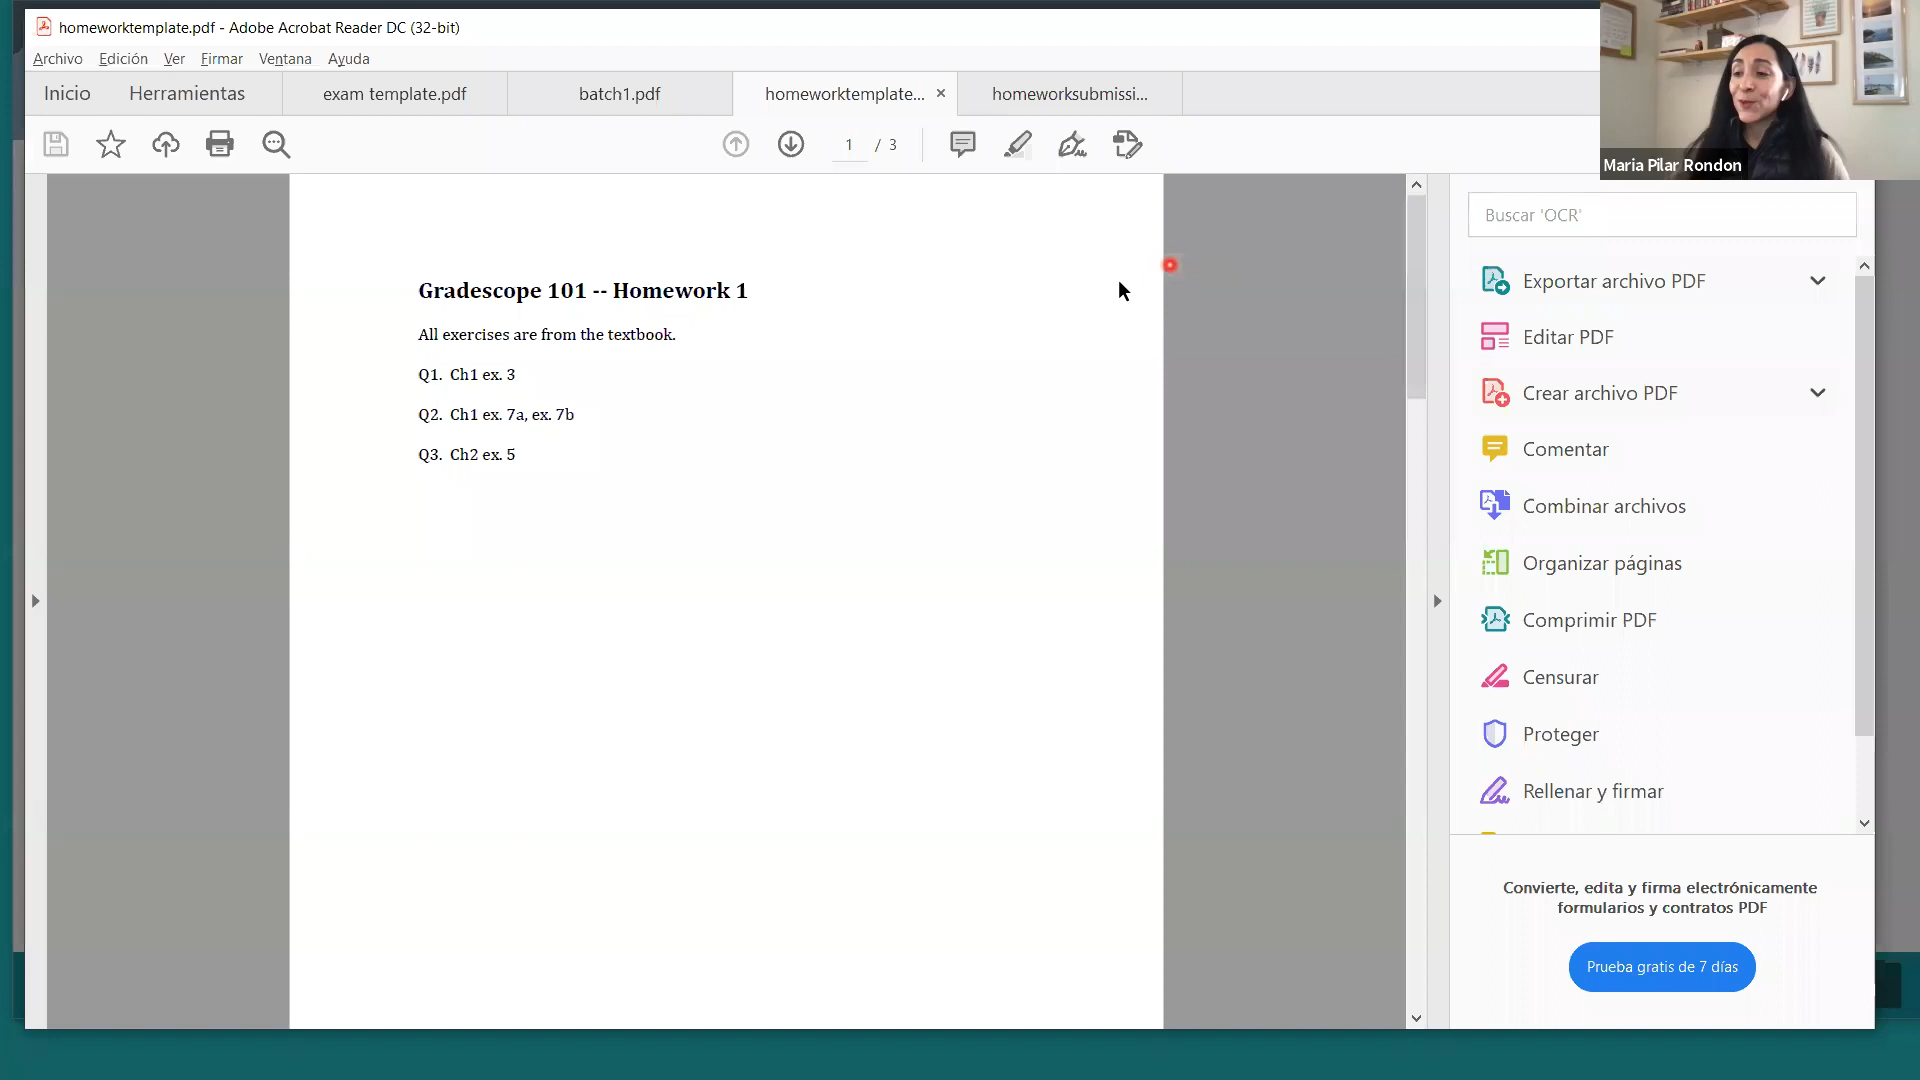 homeworktemplate.pdf - Adobe Acrobat Reader DC (32-bit)
Archivo Edición Ver Firmar Ventana Ayuda
Inicio Herramientas exam template.pdf batch1.pdf homeworktemplate... × homeworksubmissi...
1 / 3
Maria Pilar Rondon
Gradescope 101 -- Homework 1
All exercises are from the textbook.
Q1. Ch1 ex. 3
Q2. Ch1 ex. 7a, ex. 7b
Q3. Ch2 ex. 5
Buscar 'OCR'
Exportar archivo PDF
Editar PDF
Crear archivo PDF
Comentar
Combinar archivos
Organizar páginas
Comprimir PDF
Censurar
Proteger
Rellenar y firmar
Convierte, edita y firma electrónicamente
formularios y contratos PDF
Prueba gratis de 7 días